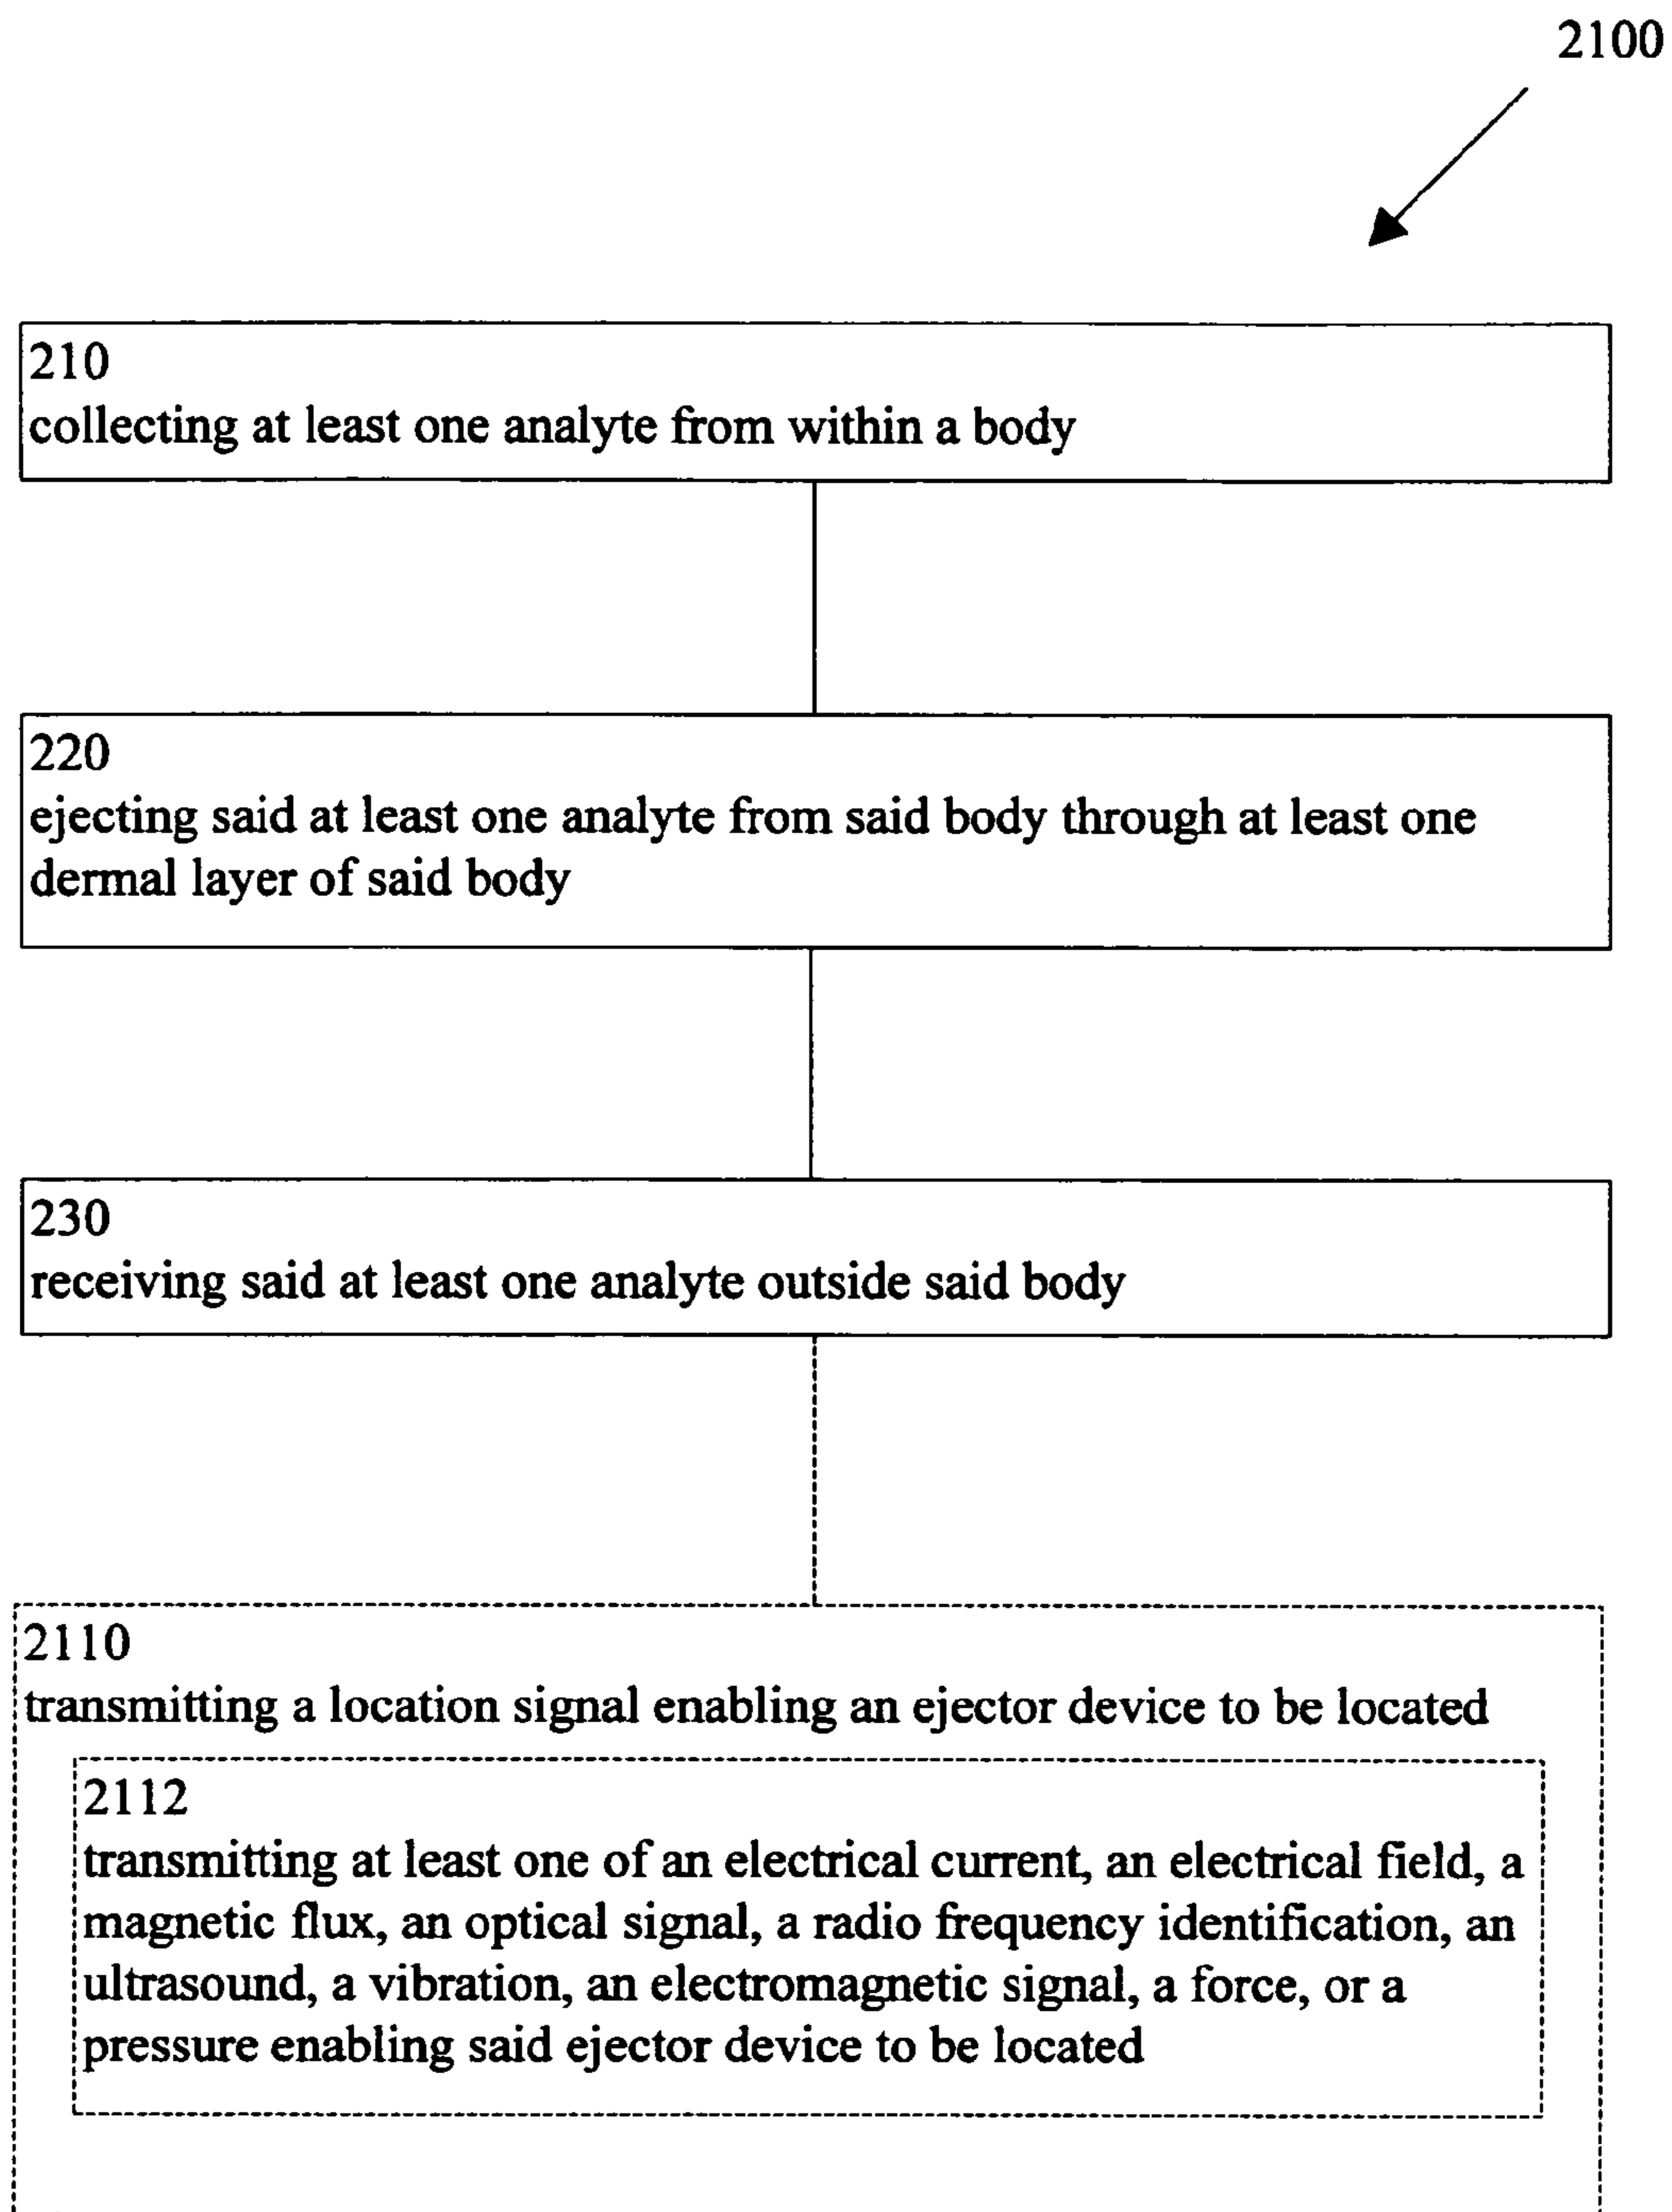 2100
210
collecting at least one analyte from within a body
220
ejecting said at least one analyte from said body through at least one
dermal layer of said body
230
receiving said at least one analyte outside said body
2110
transmitting a location signal enabling an ejector device to be located
2112
transmitting at least one of an electrical current, an electrical field, a
magnetic flux, an optical signal, a radio frequency identification, an
ultrasound, a vibration, an electromagnetic signal, a force, or a
pressure enabling said ejector device to be located